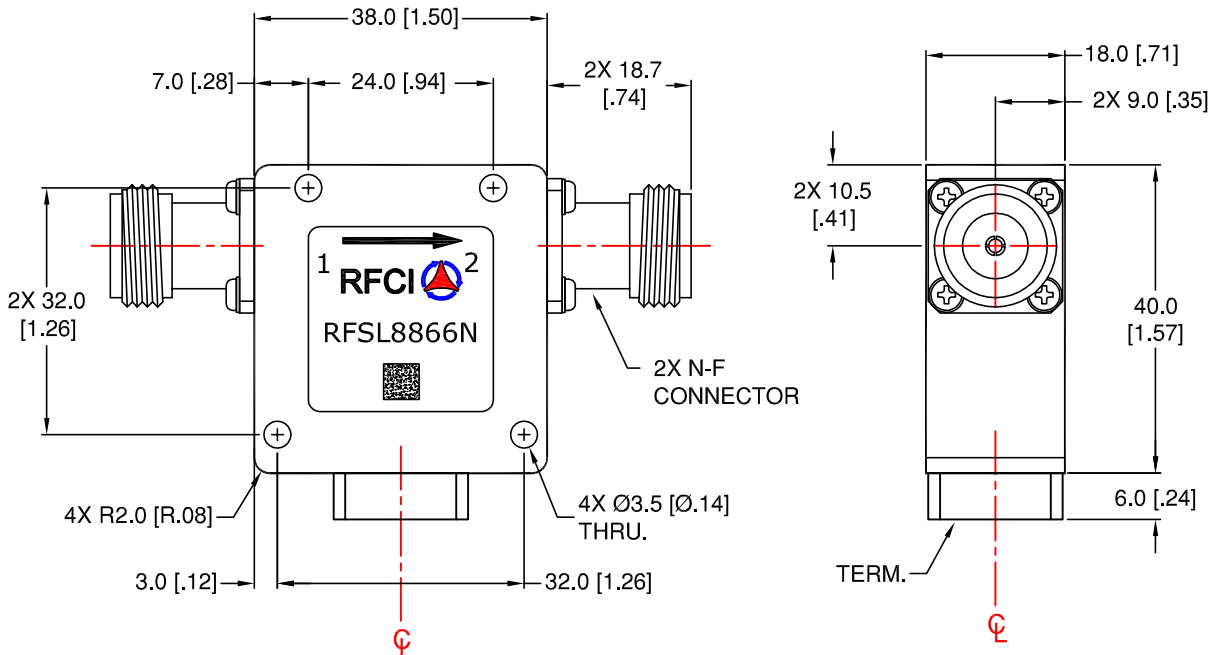 38.0 [1.50]
7.0 [.28]
24.0 [.94]
2X 18.7
[.74]
18.0 [.71]
2X 9.0 [.35]
2X 10.5
[.41]
2X 32.0
[1.26]
1
2
RFCI
RFSL8866N
2X N-F
CONNECTOR
40.0
[1.57]
4X R2.0 [R.08]
4X Ø3.5 [Ø.14]
THRU.
6.0 [.24]
3.0 [.12]
32.0 [1.26]
TERM.
℄
℄